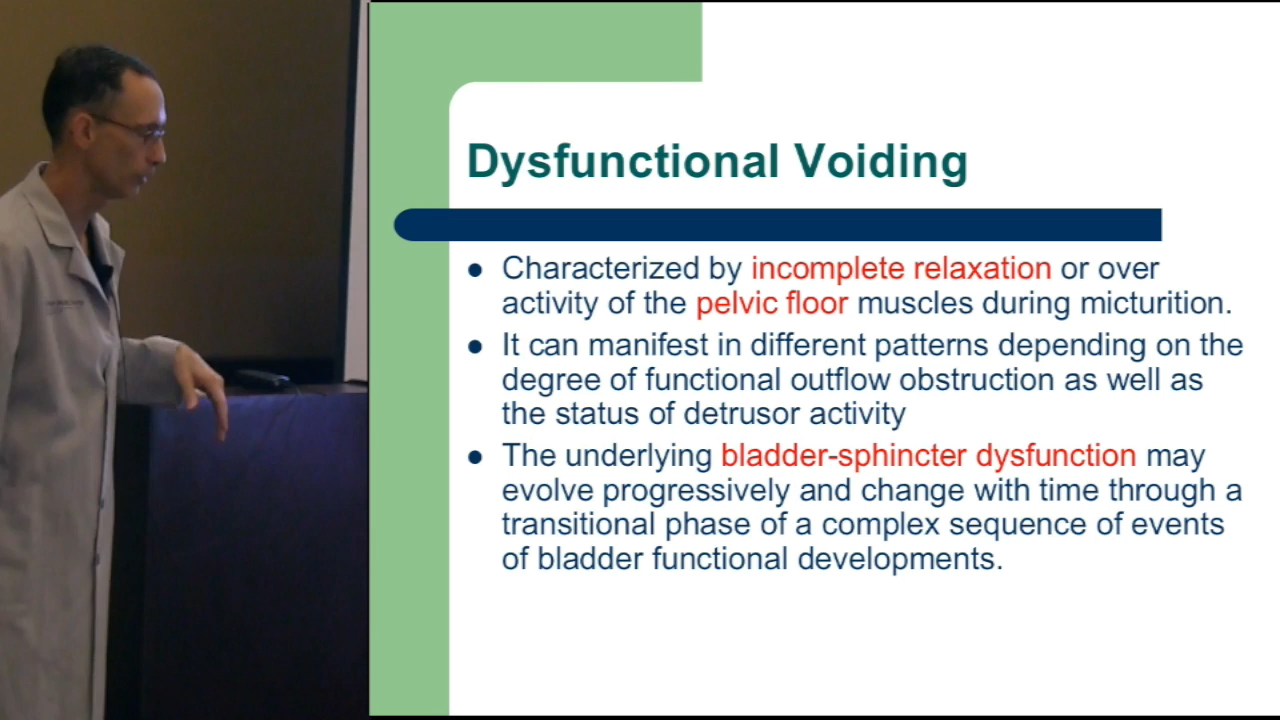 Dysfunctional Voiding
● Characterized by incomplete relaxation or over
activity of the pelvic floor muscles during micturition.
● It can manifest in different patterns depending on the
degree of functional outflow obstruction as well as
the status of detrusor activity
● The underlying bladder-sphincter dysfunction may
evolve progressively and change with time through a
transitional phase of a complex sequence of events
of bladder functional developments.